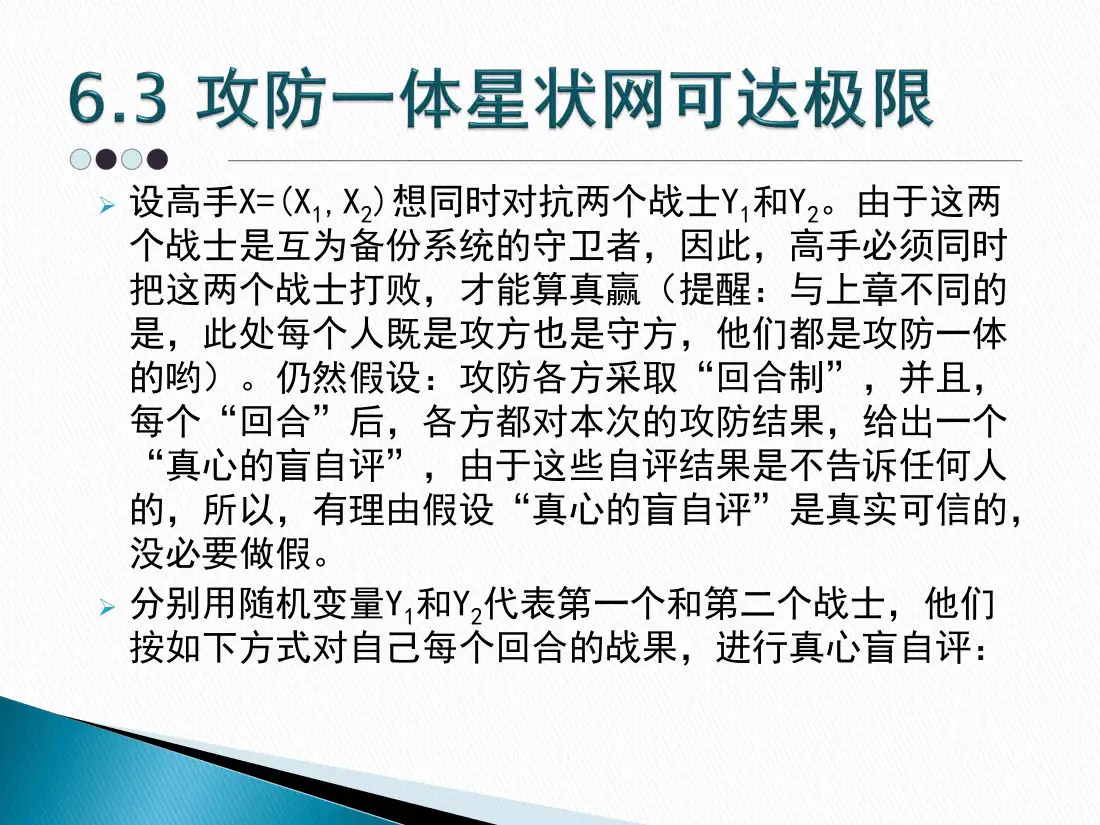 6.3 攻防一体星状网可达极限
设高手X=(X₁,X₂)想同时对抗两个战士Y₁和Y₂。由于这两
个战士是互为备份系统的守卫者，因此，高手必须同时
把这两个战士打败，才能算真赢（提醒：与上章不同的
是，此处每个人既是攻方也是守方，他们都是攻防一体
的哟）。仍然假设：攻防各方采取“回合制”，并且，
每个“回合”后，各方都对本次的攻防结果，给出一个
“真心的盲自评”，由于这些自评结果是不告诉任何人
的，所以，有理由假设“真心的盲自评”是真实可信的，
没必要做假。
分别用随机变量Y₁和Y₂代表第一个和第二个战士，他们
按如下方式对自己每个回合的战果，进行真心盲自评：